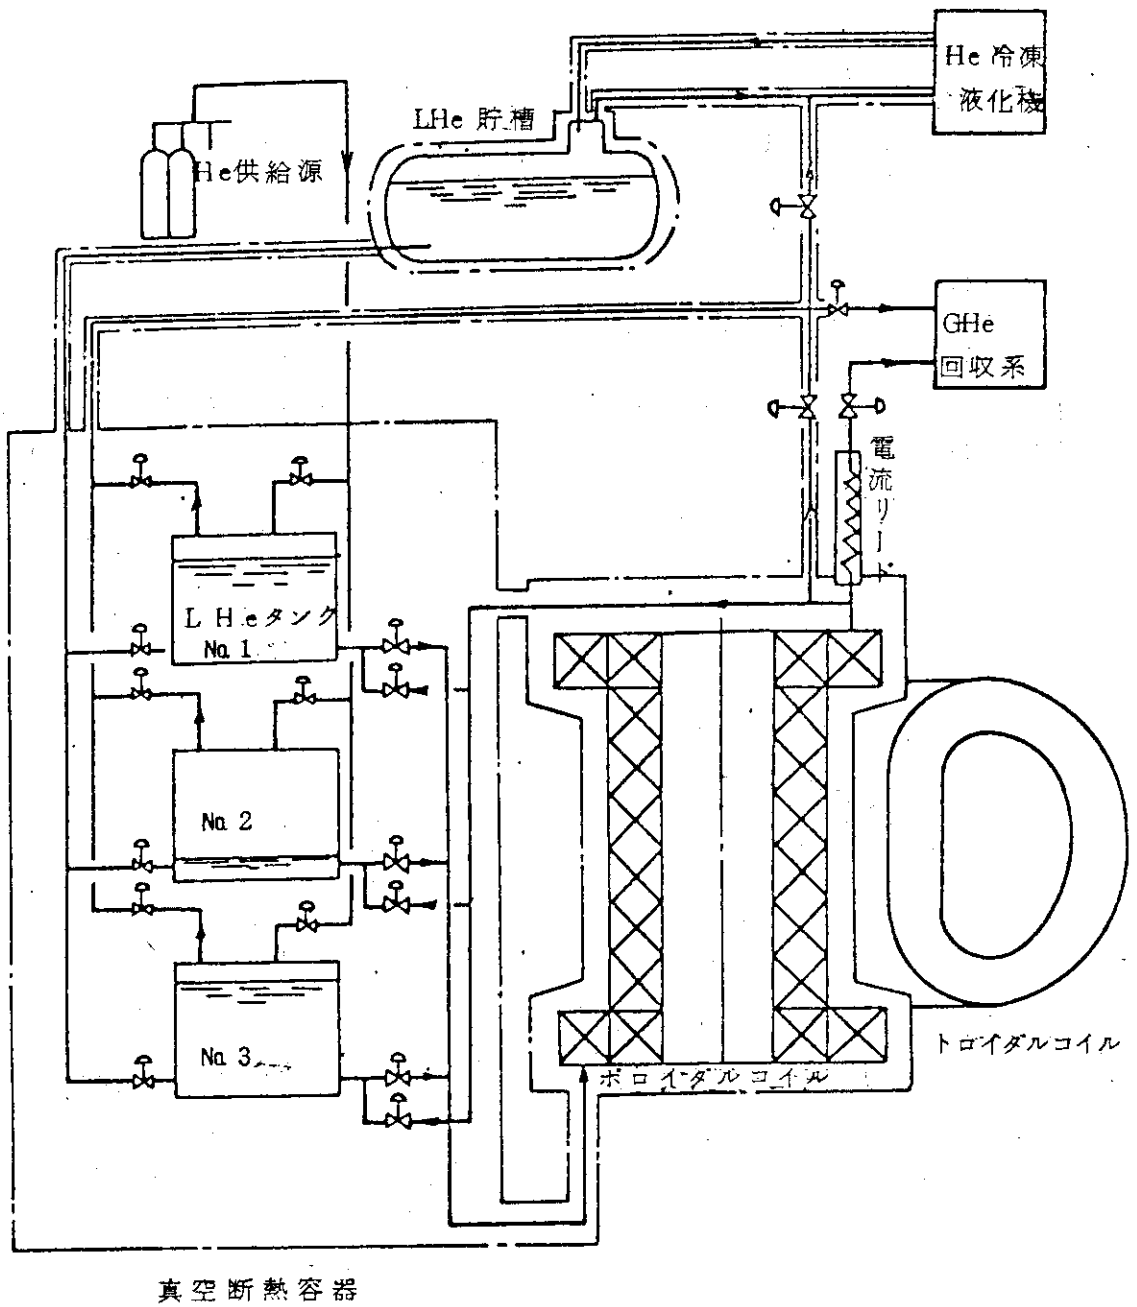 He 冷凍
液化機
LHe 貯槽
He供給源
GHe
回収系
電流リード
LHeタンク
No.1
No.2
No.3
トロイダルコイル
ポロイダルコイル
真空断熱容器